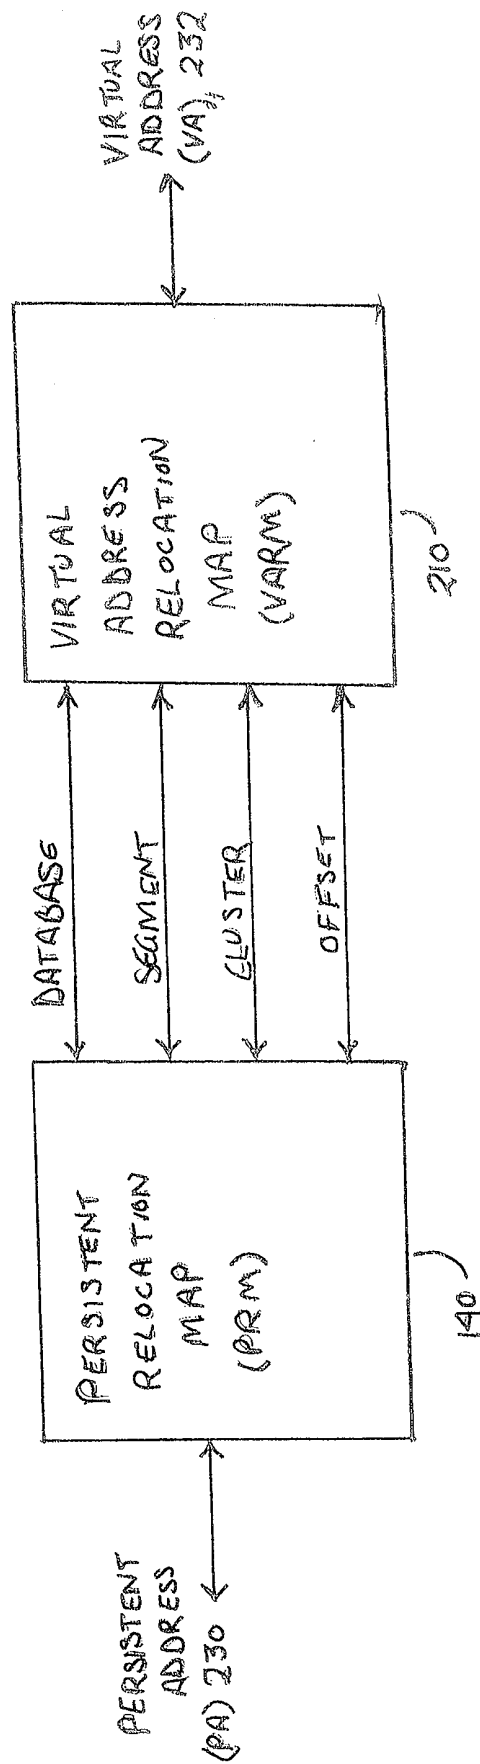 PERSISTENT
ADDRESS
(PA) 230
PERSISTENT
RELOCATION
MAP
(PRM)
140
DATABASE
SEGMENT
CLUSTER
OFFSET
VIRTUAL
ADDRESS
RELOCATION
MAP
(VARM)
210
VIRTUAL
ADDRESS
(VA), 232